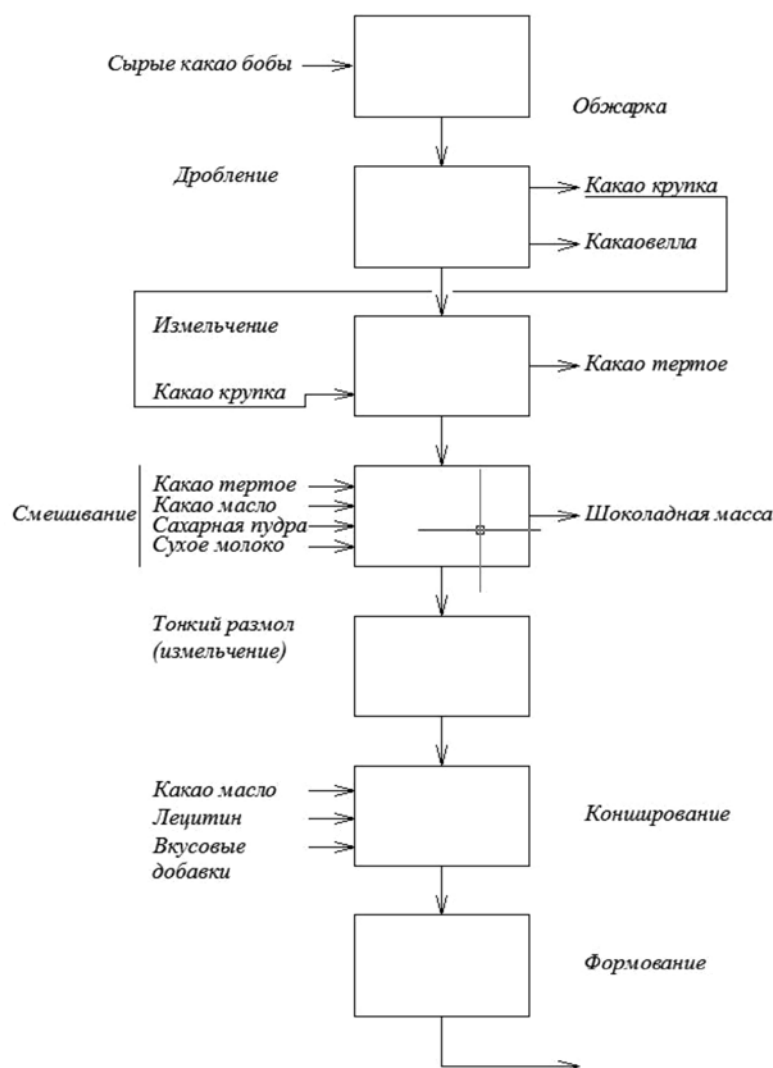 Сырые какао бобы
Обжарка
Дробление
Какао крупка
Какаовелла
Измельчение
Какао тертое
Какао крупка
Смешивание
Какао тертое
Какао масло
Сахарная пудра
Сухое молоко
Шоколадная масса
Тонкий размол
(измельчение)
Какао масло
Лецитин
Вкусовые
добавки
Конширование
Формование